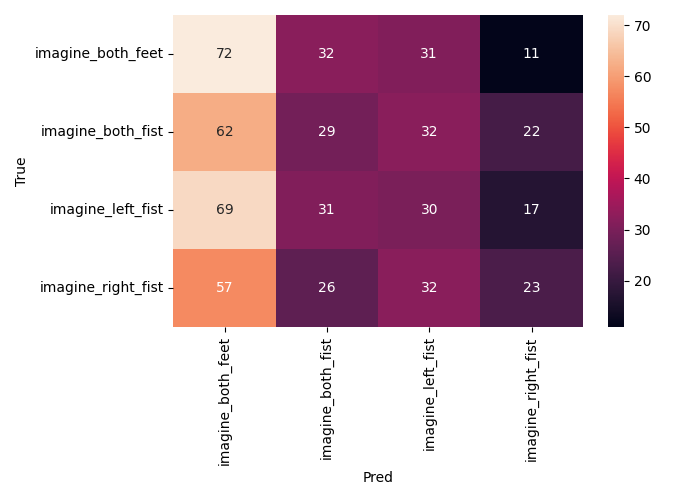 imagine_both_feet 72 32 31 11
imagine_both_fist 62 29 32 22
imagine_left_fist 69 31 30 17
imagine_right_fist 57 26 32 23
True
imagine_both_feet
imagine_both_fist
imagine_left_fist
imagine_right_fist
Pred
70
60
50
40
30
20